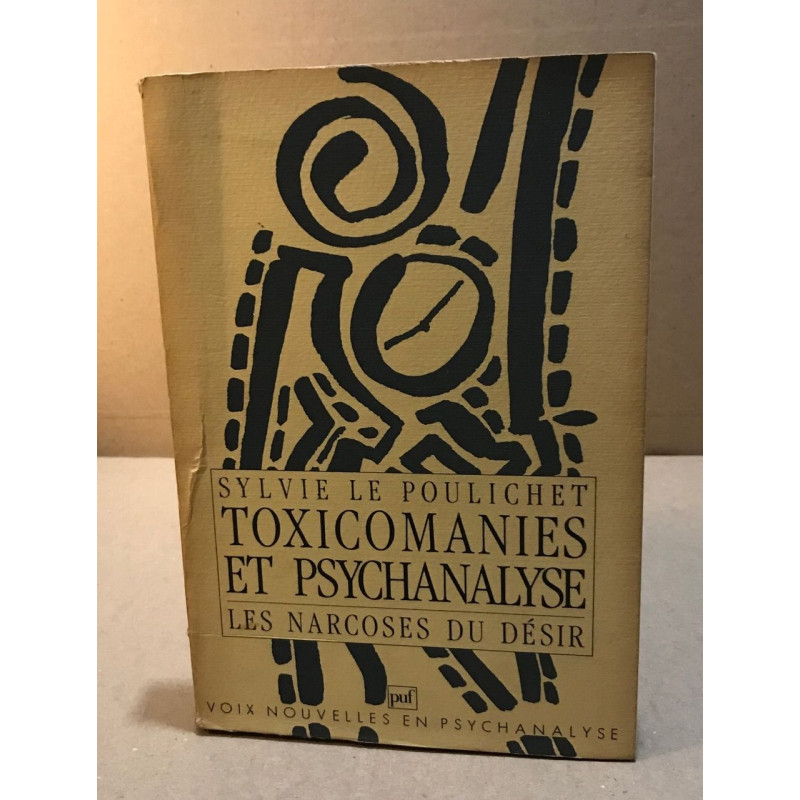 SYLVIE LE POULICHET
TOXICOMANIES
ET PSYCHANALYSE
LES NARCOSES DU DÉSIR
puf
VOIX NOUVELLES EN PSYCHANALYSE